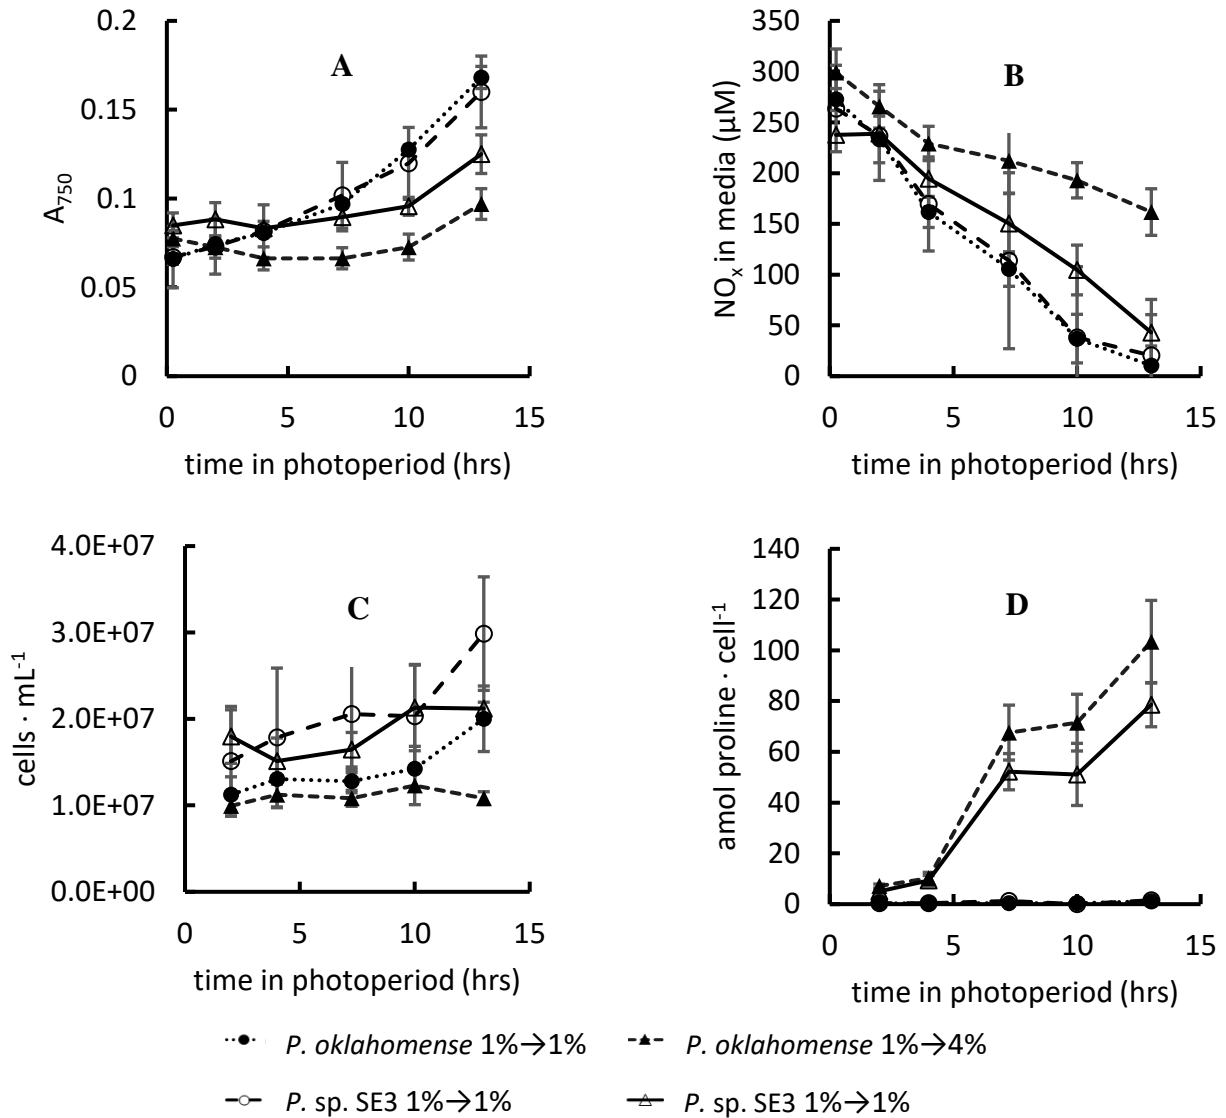 0.2
0.15
0.1
0.05
0
A750
A
0 5 10 15
time in photoperiod (hrs)
350
300
250
200
150
100
50
0
NOx in media (μM)
B
0 5 10 15
time in photoperiod (hrs)
4.0E+07
3.0E+07
2.0E+07
1.0E+07
0.0E+00
cells · mL-1
C
0 5 10 15
time in photoperiod (hrs)
140
120
100
80
60
40
20
0
amol proline · cell-1
D
0 5 10 15
time in photoperiod (hrs)
P. oklahomense 1%→1% P. oklahomense 1%→4%
P. sp. SE3 1%→1% P. sp. SE3 1%→1%